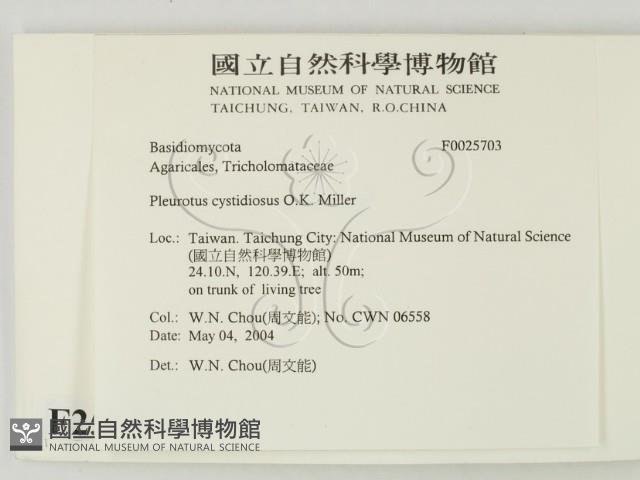 國立自然科學博物館
NATIONAL MUSEUM OF NATURAL SCIENCE
TAICHUNG, TAIWAN, R.O.CHINA
Basidiomycota F0025703
Agaricales, Tricholomataceae
Pleurotus cystidiosus O.K. Miller
Loc.: Taiwan. Taichung City: National Museum of Natural Science
(國立自然科學博物館)
24.10.N, 120.39.E; alt. 50m;
on trunk of living tree
Col.: W.N. Chou(周文能); No. CWN 06558
Date: May 04, 2004
Det.: W.N. Chou(周文能)
國立自然科學博物館
NATIONAL MUSEUM OF NATURAL SCIENCE